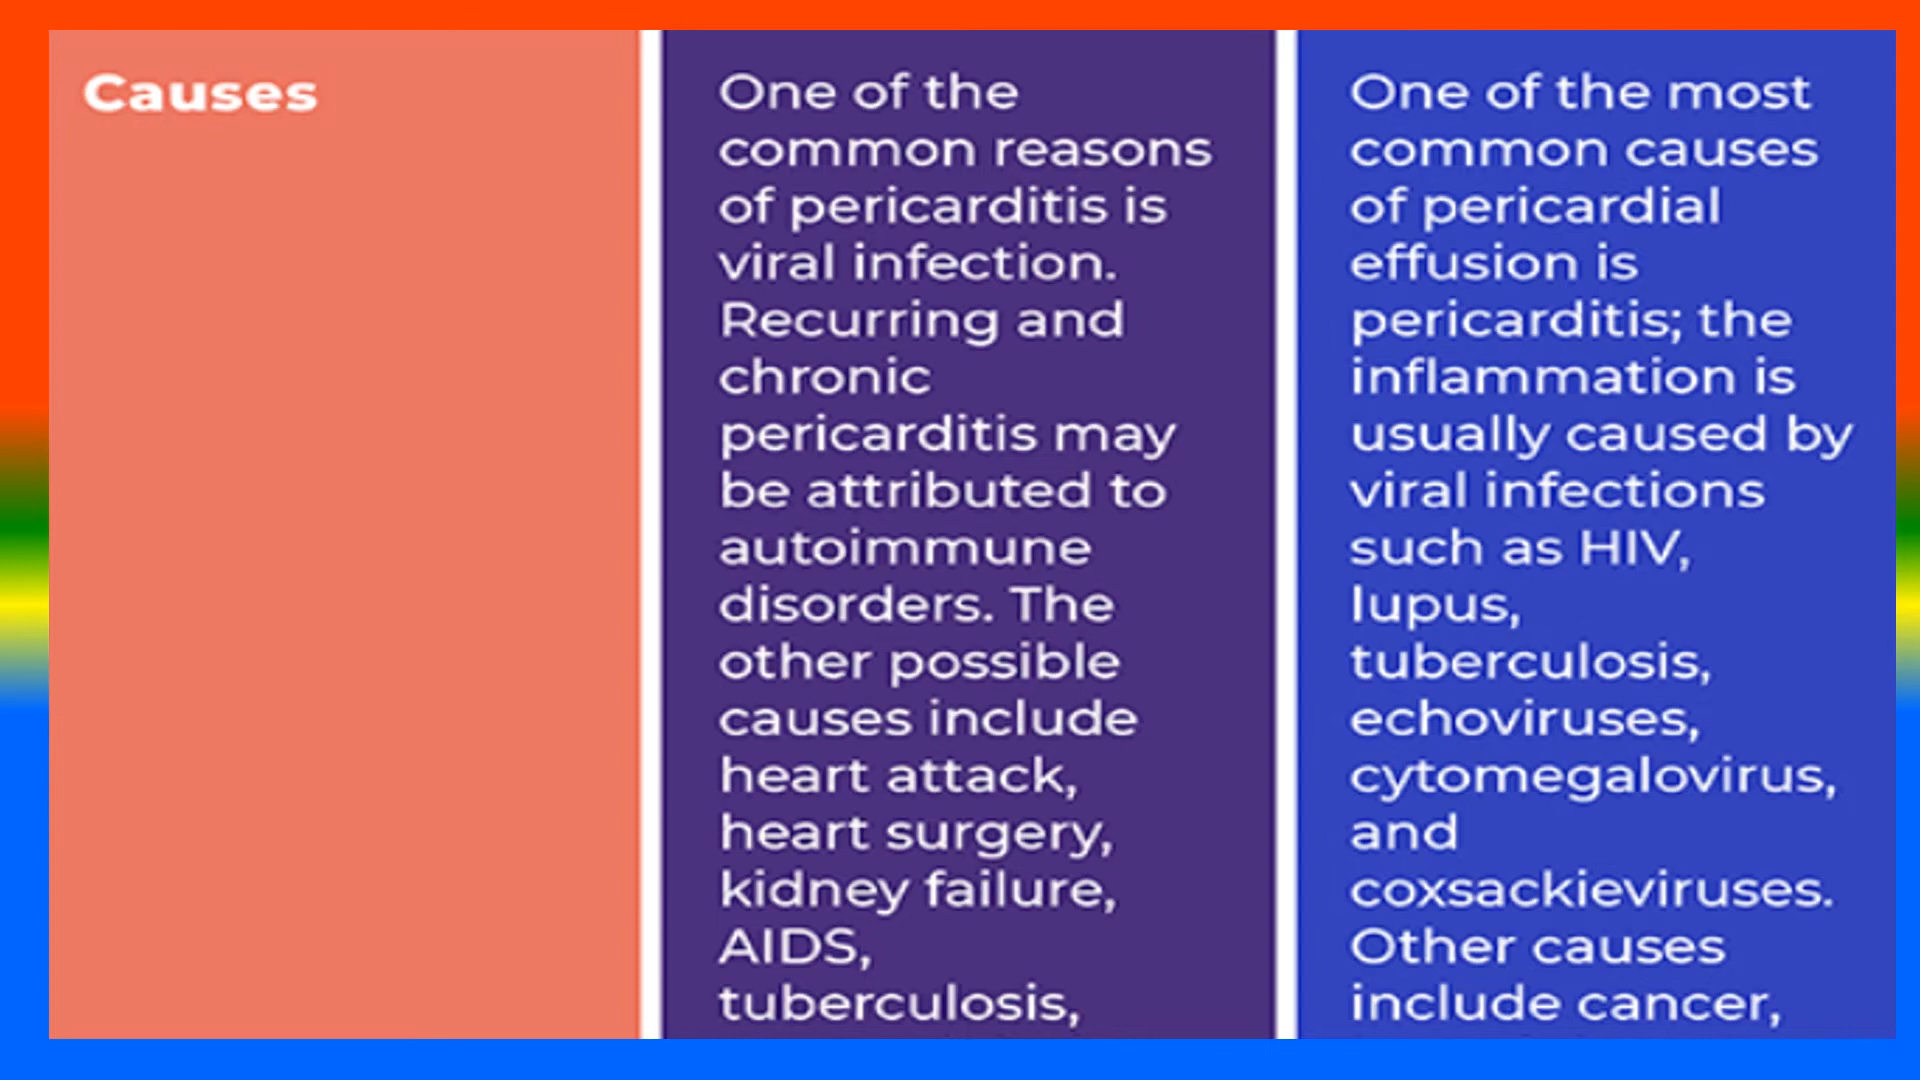 Causes
One of the
common reasons
of pericarditis is
viral infection.
Recurring and
chronic
pericarditis may
be attributed to
autoimmune
disorders. The
other possible
causes include
heart attack,
heart surgery,
kidney failure,
AIDS,
tuberculosis,
One of the most
common causes
of pericardial
effusion is
pericarditis; the
inflammation is
usually caused by
viral infections
such as HIV,
lupus,
tuberculosis,
echoviruses,
cytomegalovirus,
and
coxsackieviruses.
Other causes
include cancer,